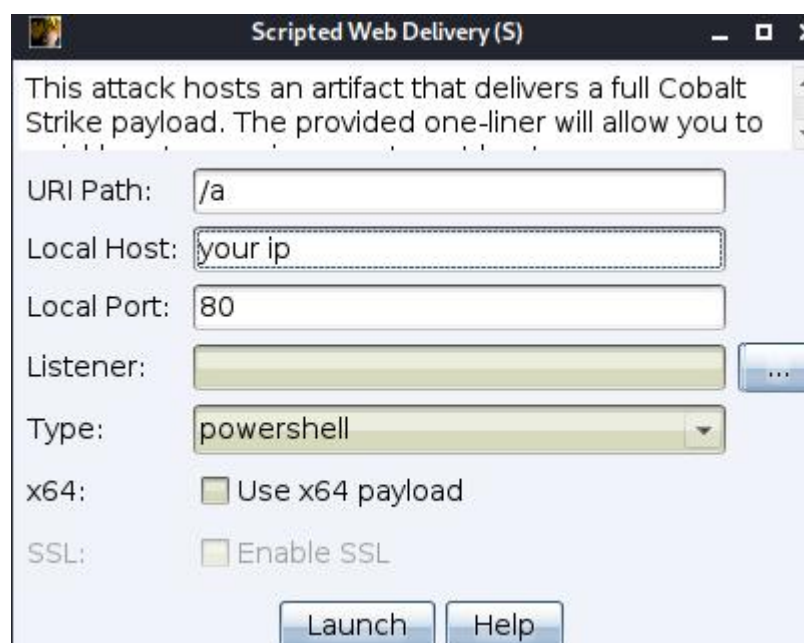 Scripted Web Delivery (S)
This attack hosts an artifact that delivers a full Cobalt
Strike payload. The provided one-liner will allow you to
URI Path: /a
Local Host: your ip
Local Port: 80
Listener: ...
Type: powershell
x64: Use x64 payload
SSL: Enable SSL
Launch Help